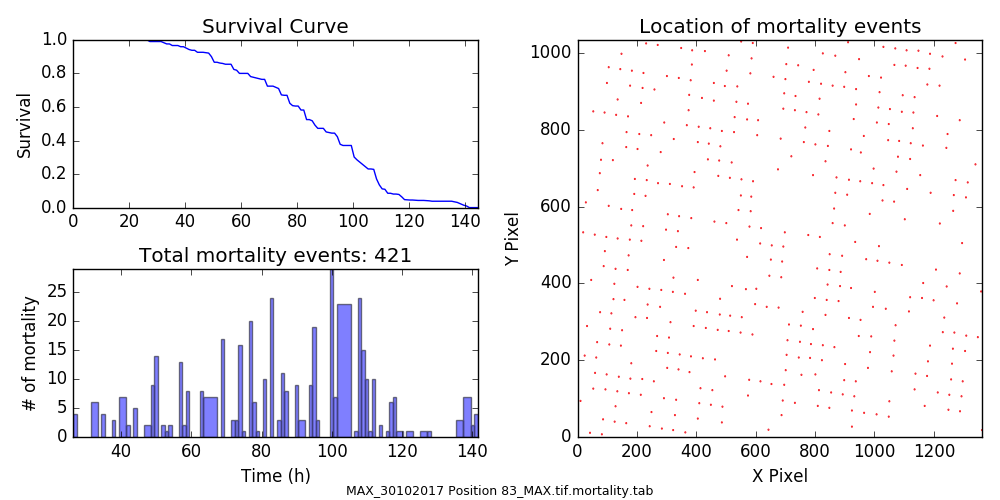 Survival Curve
Survival
1.0
0.8
0.6
0.4
0.2
0.0
0 20 40 60 80 100 120 140
Total mortality events: 421
# of mortality
25
20
15
10
5
0
40 60 80 100 120 140
Time (h)
Location of mortality events
Y Pixel
1000
800
600
400
200
0
0 200 400 600 800 1000 1200
X Pixel
MAX_30102017 Position 83_MAX.tif.mortality.tab